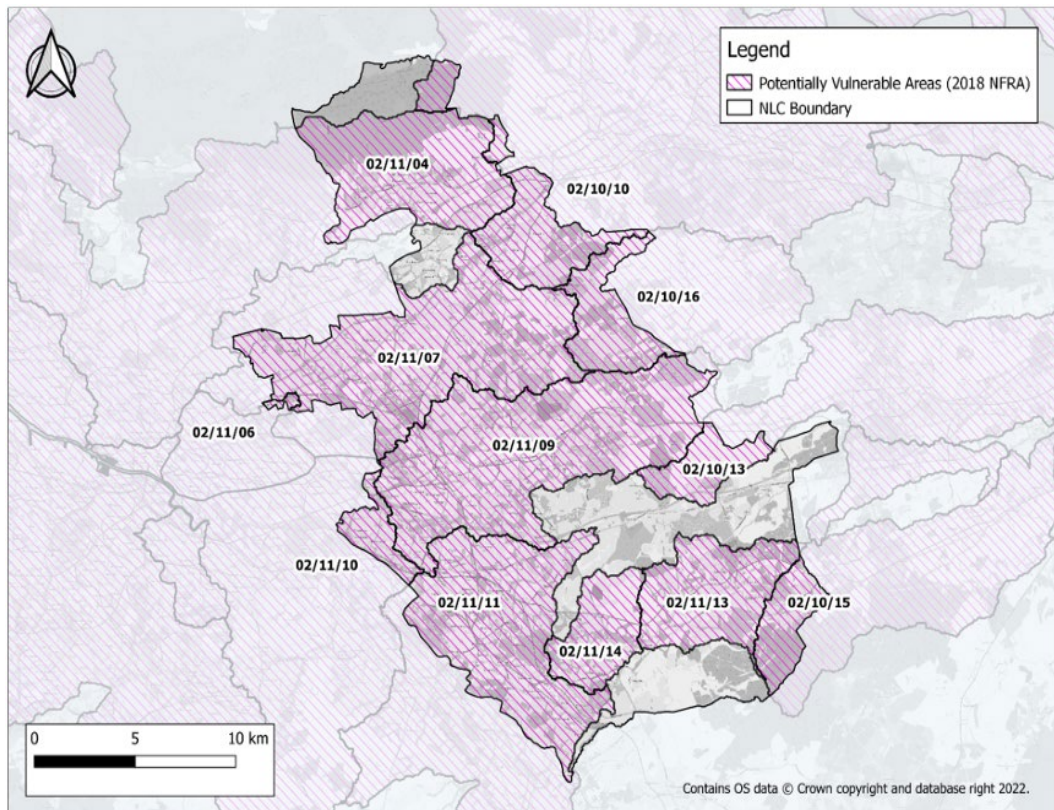 Legend
Potentially Vulnerable Areas (2018 NFRA)
NLC Boundary
02/11/04
02/10/10
02/10/16
02/11/07
02/11/06
02/11/09
02/10/13
02/11/10
02/11/11
02/11/13
02/10/15
02/11/14
0 5 10 km
Contains OS data © Crown copyright and database right 2022.